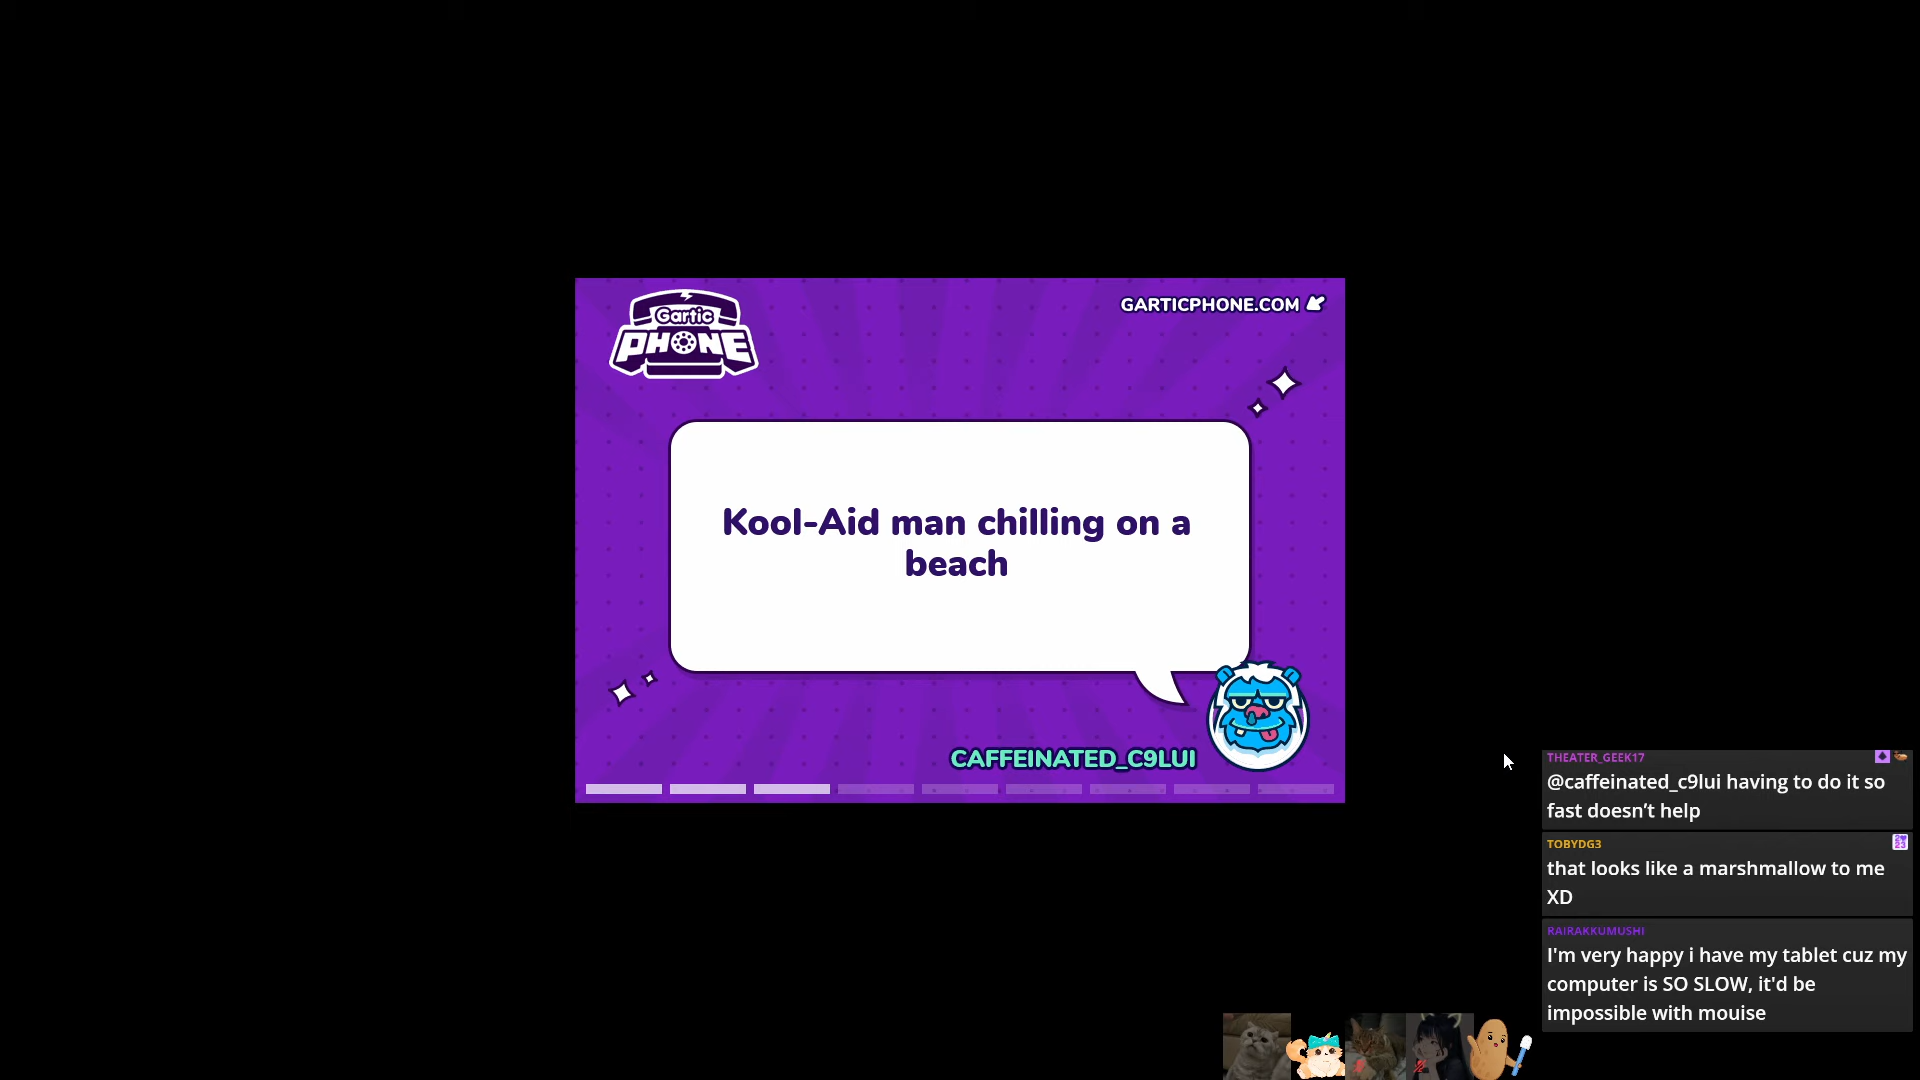 Gartic
PHONE
GARTICPHONE.COM
Kool-Aid man chilling on a
beach
CAFFEINATED_C9LUI
THEATER_GEEK17
@caffeinated_c9lui having to do it so
fast doesn’t help
TOBYDG3
that looks like a marshmallow to me
XD
RAIRAKKUMUSHI
I'm very happy i have my tablet cuz my
computer is SO SLOW, it'd be
impossible with mouise